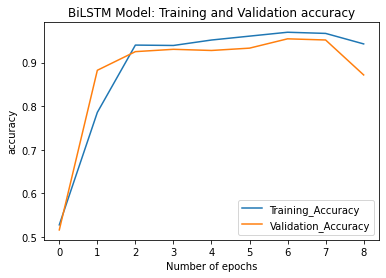 BiLSTM Model: Training and Validation accuracy
accuracy
0.9
0.8
0.7
0.6
0.5
Training_Accuracy
Validation_Accuracy
0 1 2 3 4 5 6 7 8
Number of epochs